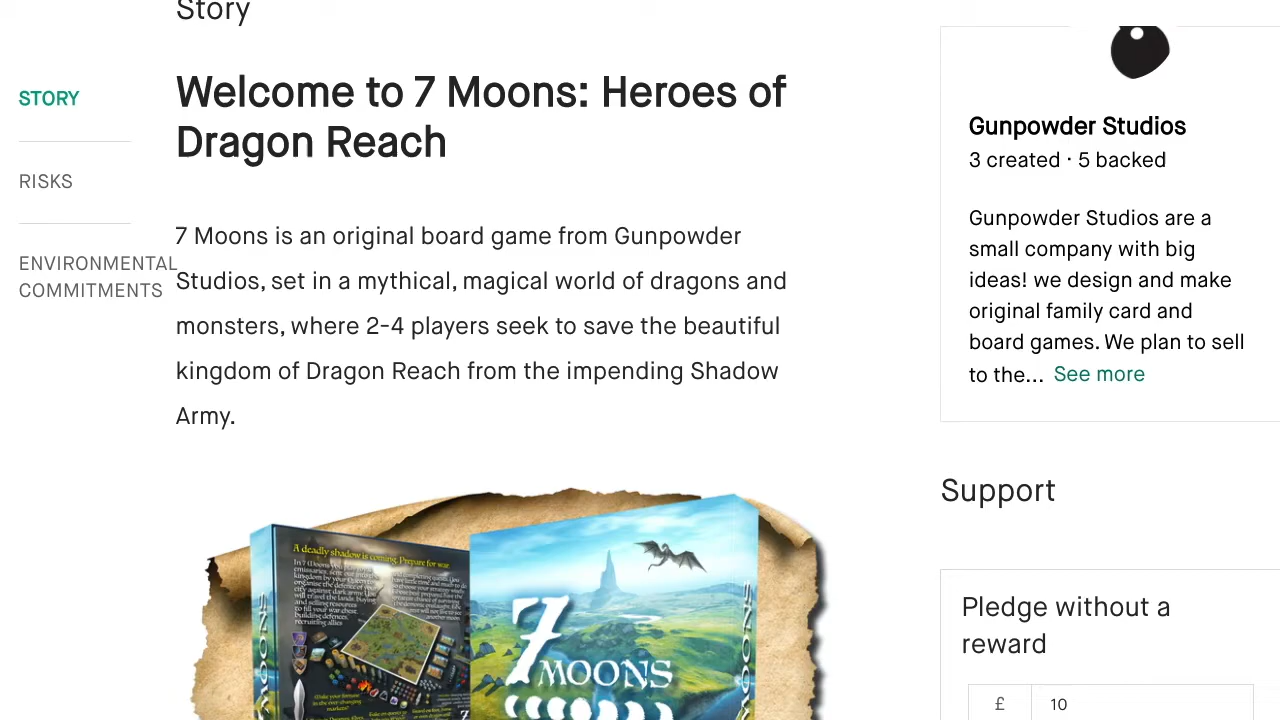 Story
STORY
RISKS
ENVIRONMENTAL
COMMITMENTS
Welcome to 7 Moons: Heroes of
Dragon Reach
7 Moons is an original board game from Gunpowder
Studios, set in a mythical, magical world of dragons and
monsters, where 2-4 players seek to save the beautiful
kingdom of Dragon Reach from the impending Shadow
Army.
A deadly shadow is coming. Prepare for war.
7
MOONS
MOONS
MOONS
Gunpowder Studios
3 created · 5 backed
Gunpowder Studios are a
small company with big
ideas! we design and make
original family card and
board games. We plan to sell
to the... See more
Support
Pledge without a
reward
£ 10